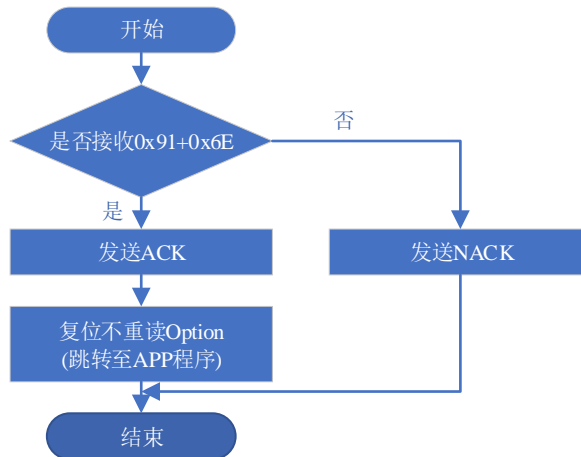 开始
是否接收0x91+0x6E
否
是
发送ACK
发送NACK
复位不重读Option
(跳转至APP程序)
结束